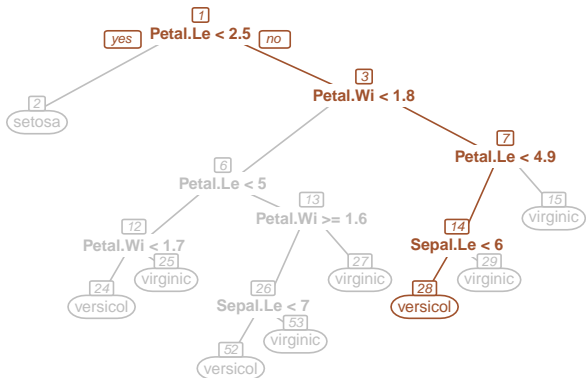 1
Petal.Le < 2.5
yes
no
2
setosa
3
Petal.Wi < 1.8
6
Petal.Le < 5
7
Petal.Le < 4.9
12
Petal.Wi < 1.7
13
Petal.Wi >= 1.6
14
Sepal.Le < 6
15
virginic
24
versicol
25
virginic
26
Sepal.Le < 7
27
virginic
28
versicol
29
virginic
52
versicol
53
virginic